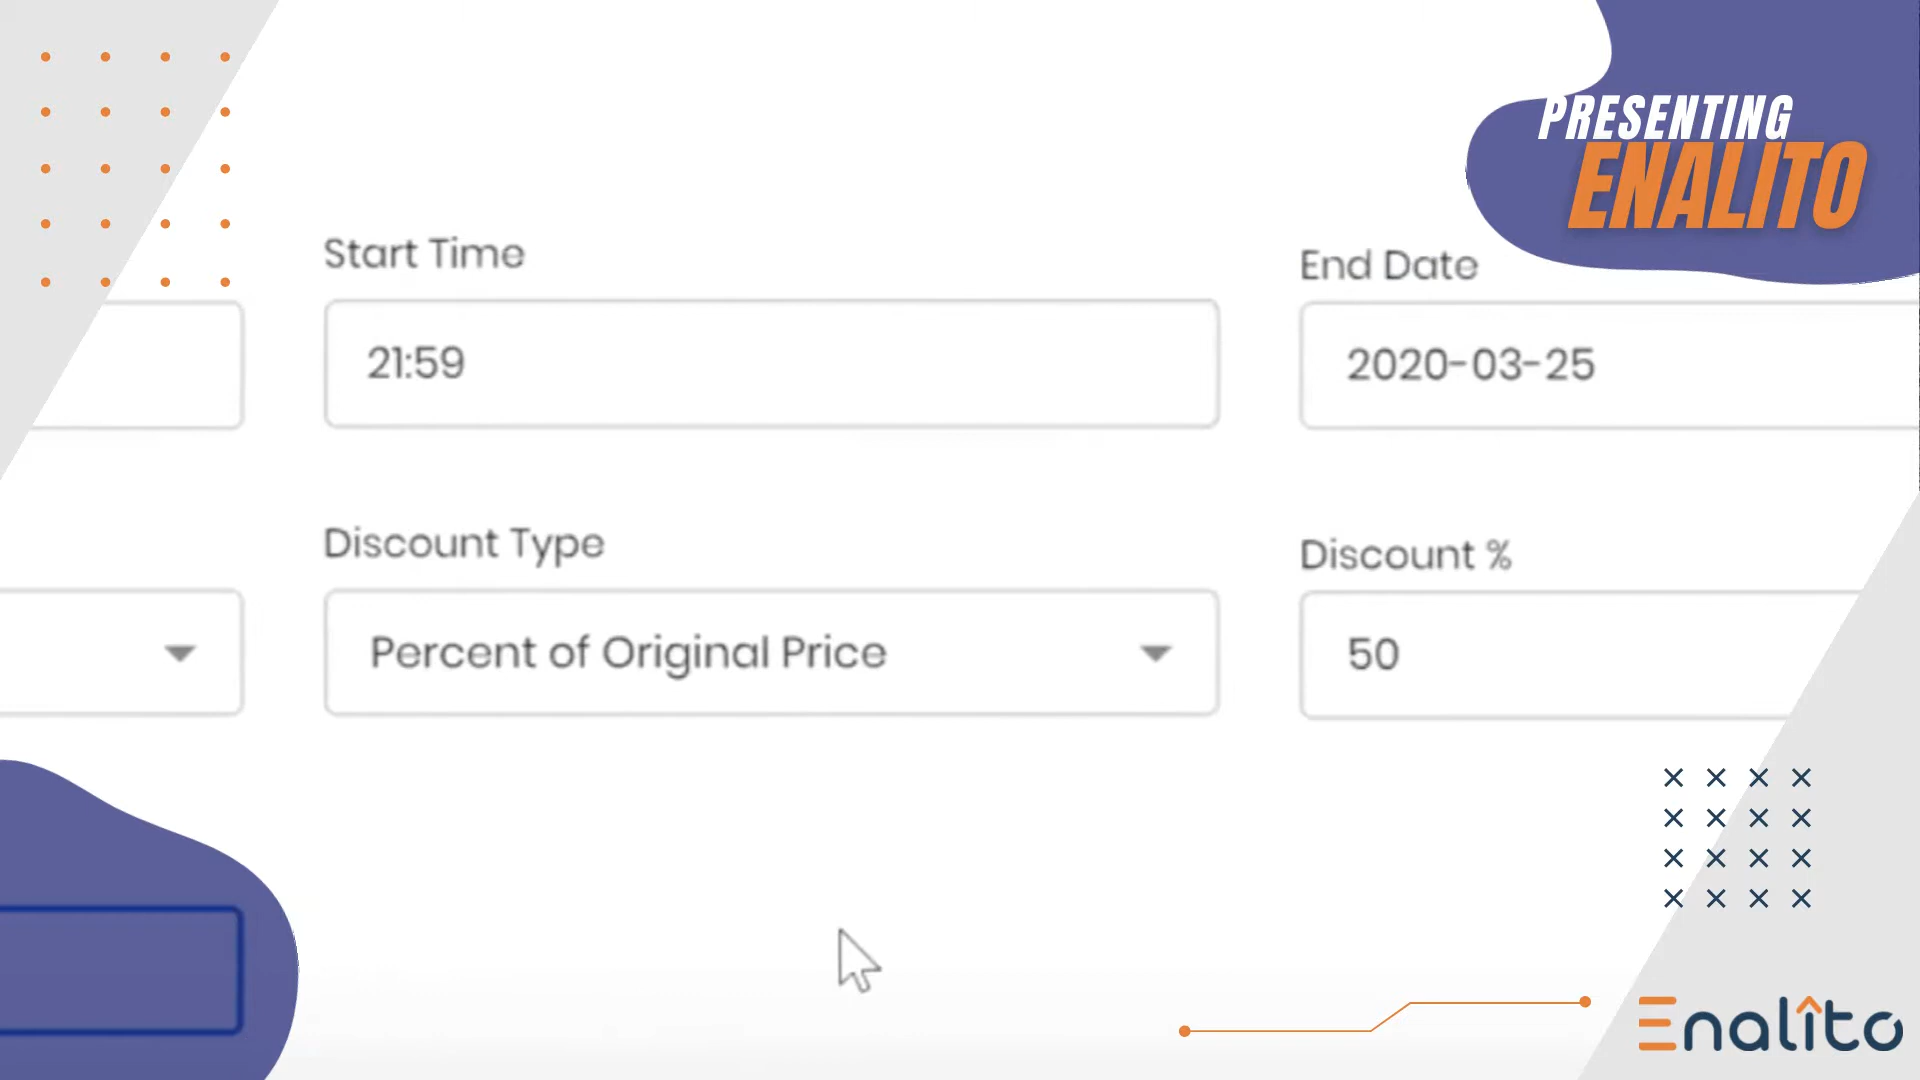 PRESENTING
ENALITO
Start Time
End Date
21:59
2020-03-25
Discount Type
Discount %
Percent of Original Price
50
Enalito